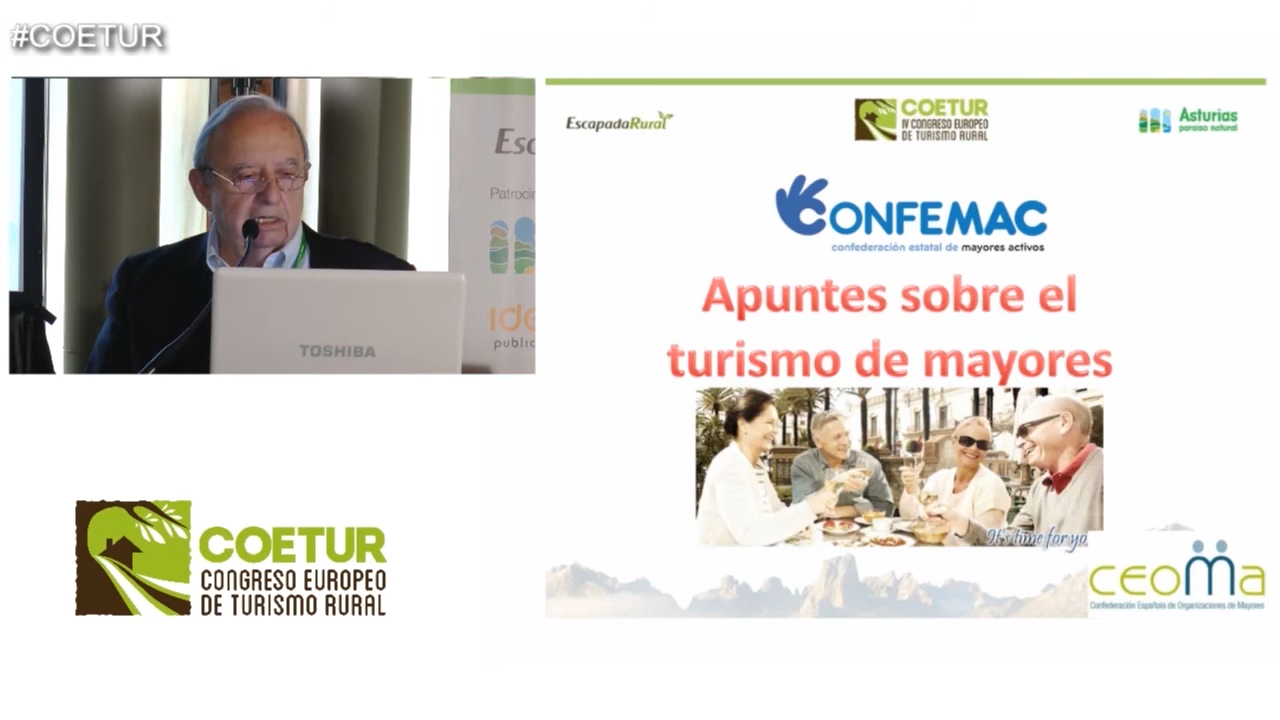 #COETUR
Esc
Patrocin
ide
public
TOSHIBA
COETUR
CONGRESO EUROPEO
DE TURISMO RURAL
EscapadaRural
COETUR
IV CONGRESO EUROPEO
DE TURISMO RURAL
Asturias
paraíso natural
CONFEMAC
confederación estatal de mayores activos
Apuntes sobre el
turismo de mayores
It's time for yo
ceoma
Confederación Española de Organizaciones de Mayores